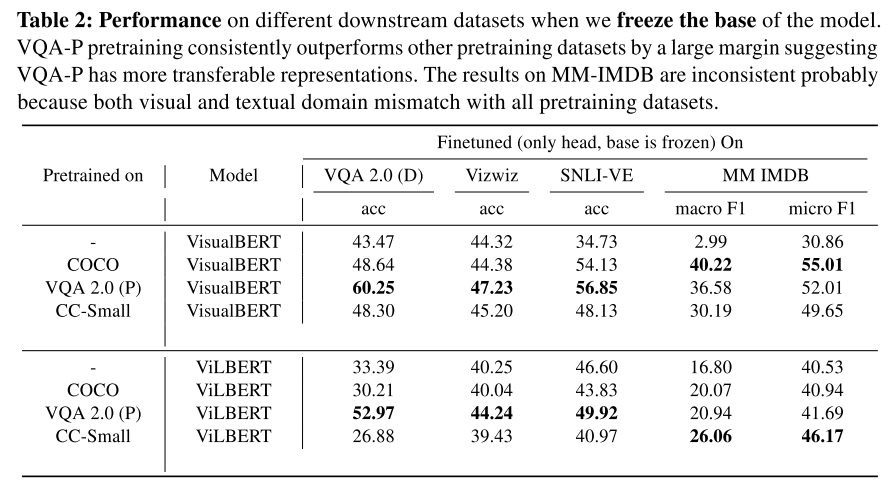 Table 2: Performance on different downstream datasets when we freeze the base of the model.
VQA-P pretraining consistently outperforms other pretraining datasets by a large margin suggesting
VQA-P has more transferable representations. The results on MM-IMDB are inconsistent probably
because both visual and textual domain mismatch with all pretraining datasets.
Finetuned (only head, base is frozen) On
Pretrained on Model VQA 2.0 (D) Vizwiz SNLI-VE MM IMDB
acc acc acc macro F1 micro F1
- VisualBERT 43.47 44.32 34.73 2.99 30.86
COCO VisualBERT 48.64 44.38 54.13 40.22 55.01
VQA 2.0 (P) VisualBERT 60.25 47.23 56.85 36.58 52.01
CC-Small VisualBERT 48.30 45.20 48.13 30.19 49.65
- ViLBERT 33.39 40.25 46.60 16.80 40.53
COCO ViLBERT 30.21 40.04 43.83 20.07 40.94
VQA 2.0 (P) ViLBERT 52.97 44.24 49.92 20.94 41.69
CC-Small ViLBERT 26.88 39.43 40.97 26.06 46.17